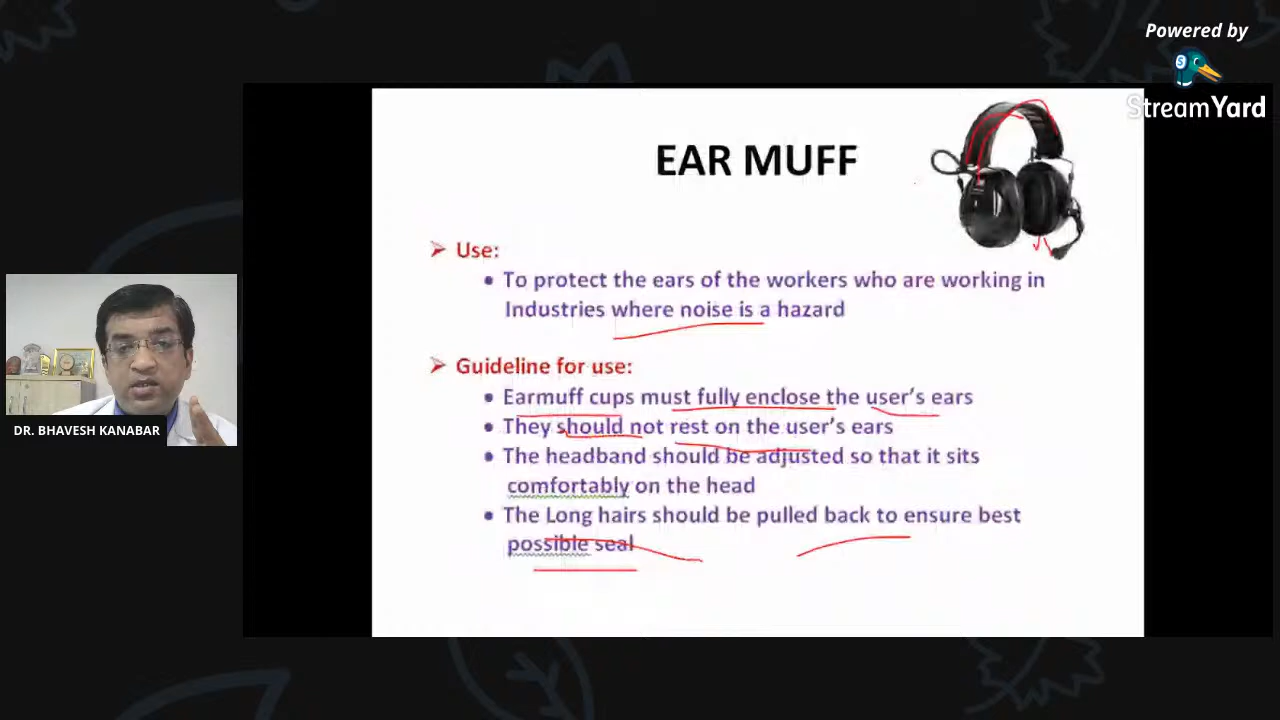 Powered by
StreamYard
EAR MUFF
Use:
To protect the ears of the workers who are working in
Industries where noise is a hazard
Guideline for use:
Earmuff cups must fully enclose the user's ears
They should not rest on the user's ears
The headband should be adjusted so that it sits
comfortably on the head
The Long hairs should be pulled back to ensure best
possible seal
DR. BHAVESH KANABAR